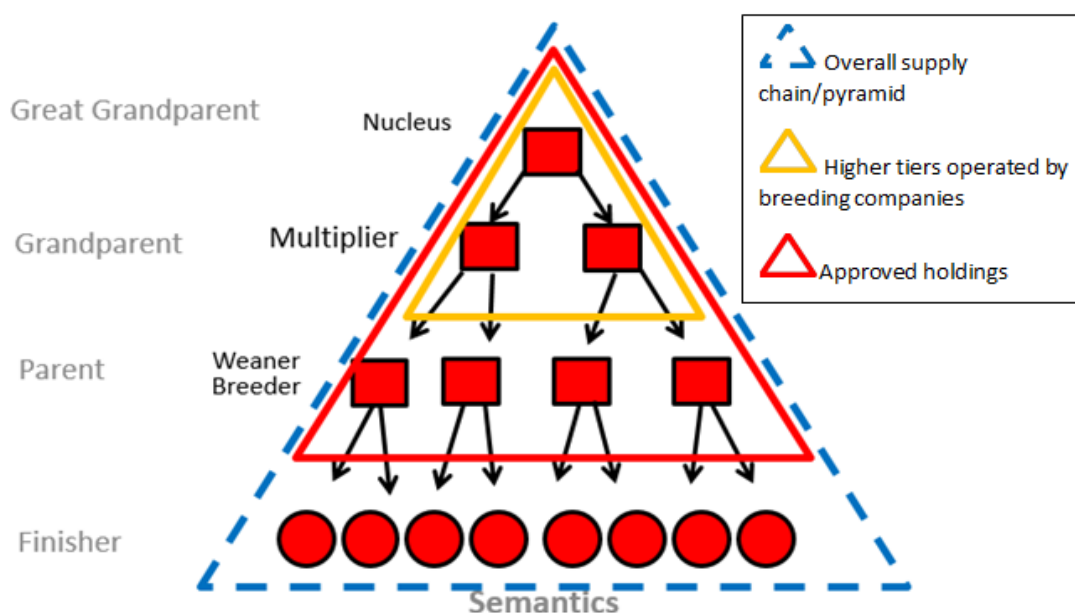 Great Grandparent
Nucleus
Grandparent
Multiplier
Parent
Weaner
Breeder
Finisher
Semantics
Overall supply
chain/pyramid
Higher tiers operated by
breeding companies
Approved holdings